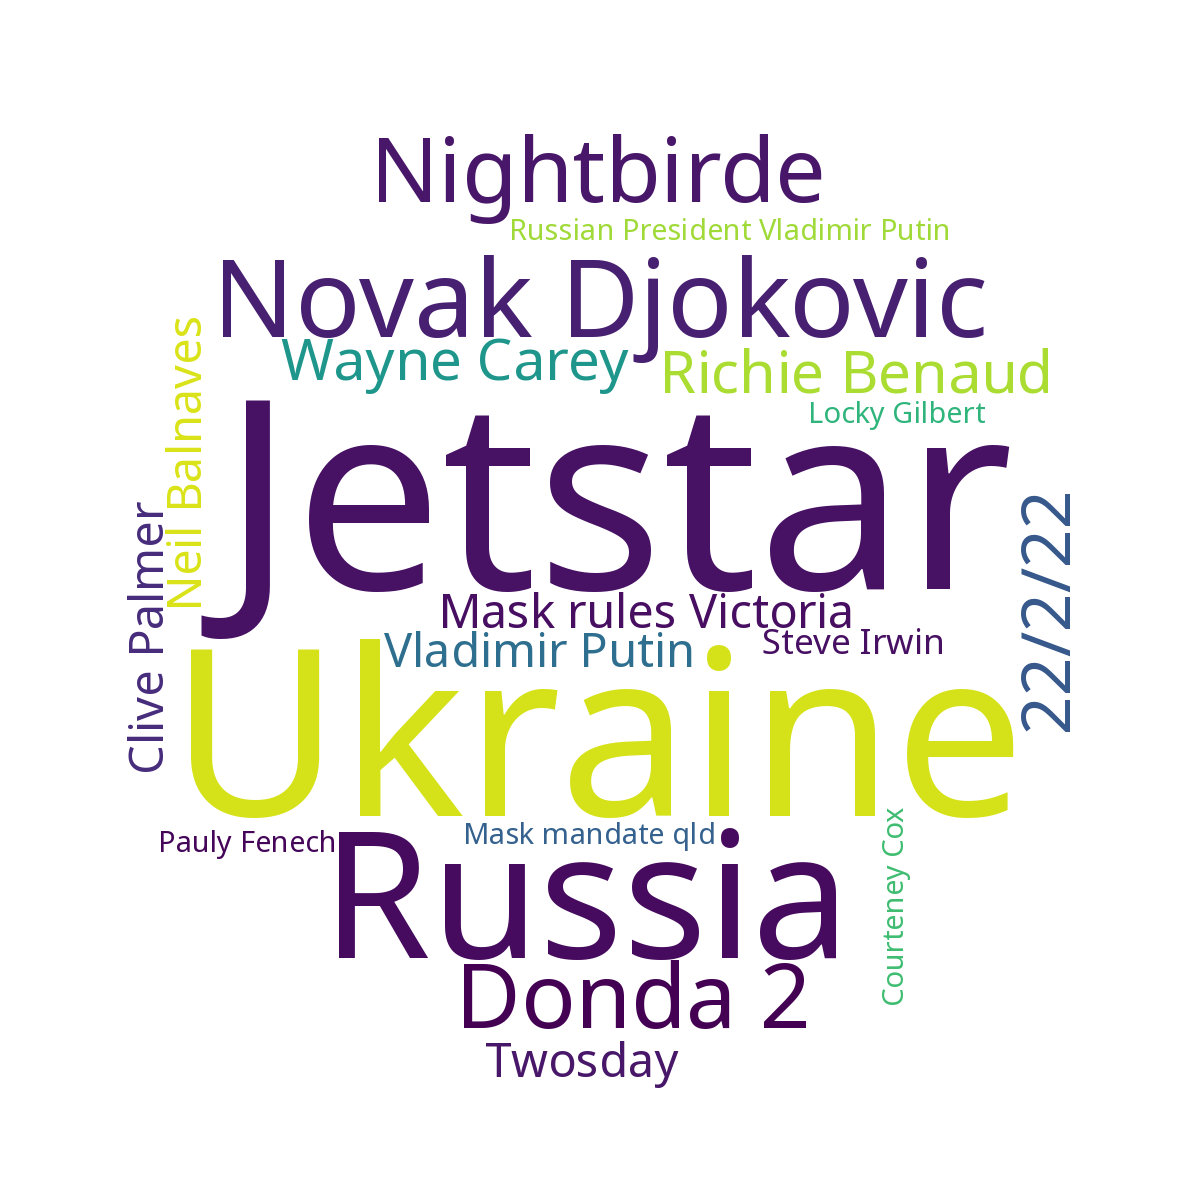 Nightbirde
Russian President Vladimir Putin
Novak Djokovic
Wayne Carey
Richie Benaud
Neil Balnaves
Locky Gilbert
Jetstar
Clive Palmer
22/2/22
Mask rules Victoria
Vladimir Putin
Steve Irwin
Ukraine
Pauly Fenech
Mask mandate qld
Courteney Cox
Russia
Donda 2
Twosday